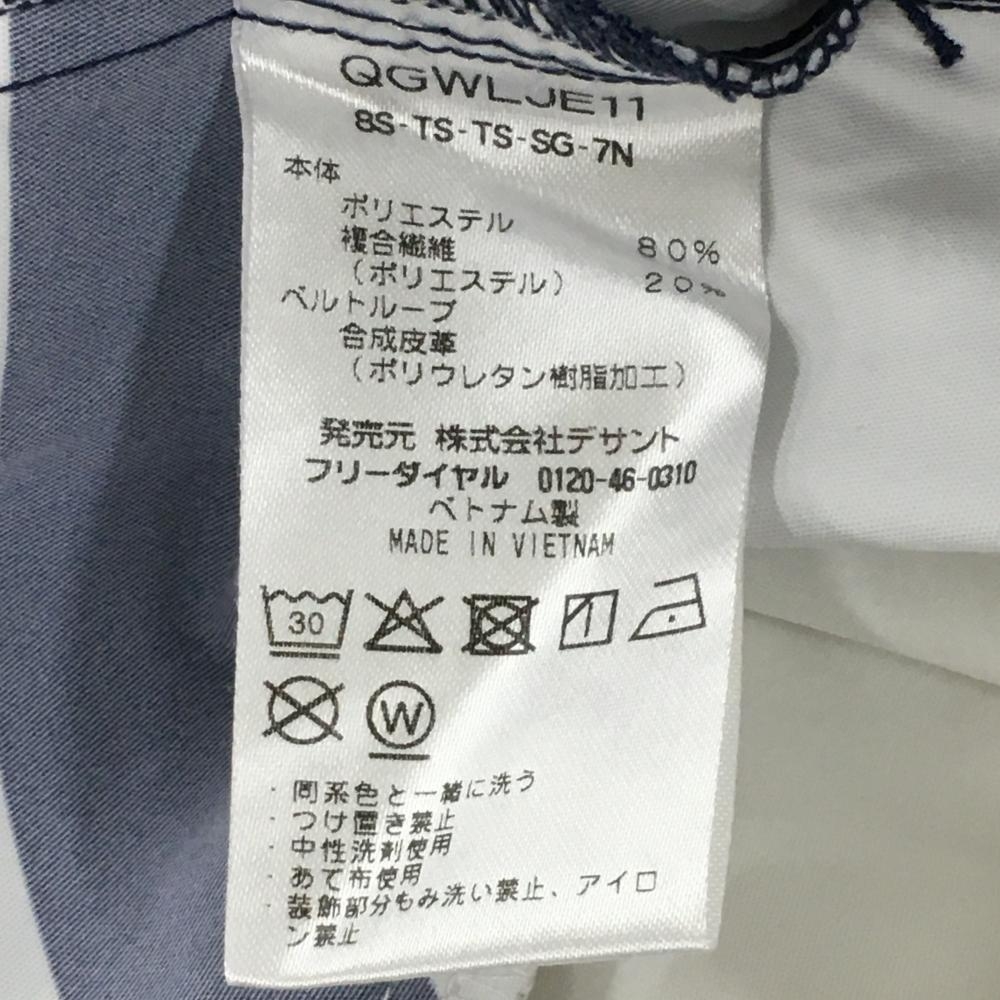 QGWLJE11
8S-TS-TS-SG-7N
本体
ポリエステル
複合繊維 80%
（ポリエステル） 20%
ベルトループ
合成皮革
（ポリウレタン樹脂加工）
発売元 株式会社デサント
フリーダイヤル 0120-46-0310
ベトナム製
MADE IN VIETNAM
30
W
・同系色と一緒に洗う
・つけ置き禁止
・中性洗剤使用
・あて布使用
・装飾部分もみ洗い禁止、アイロ
ン禁止